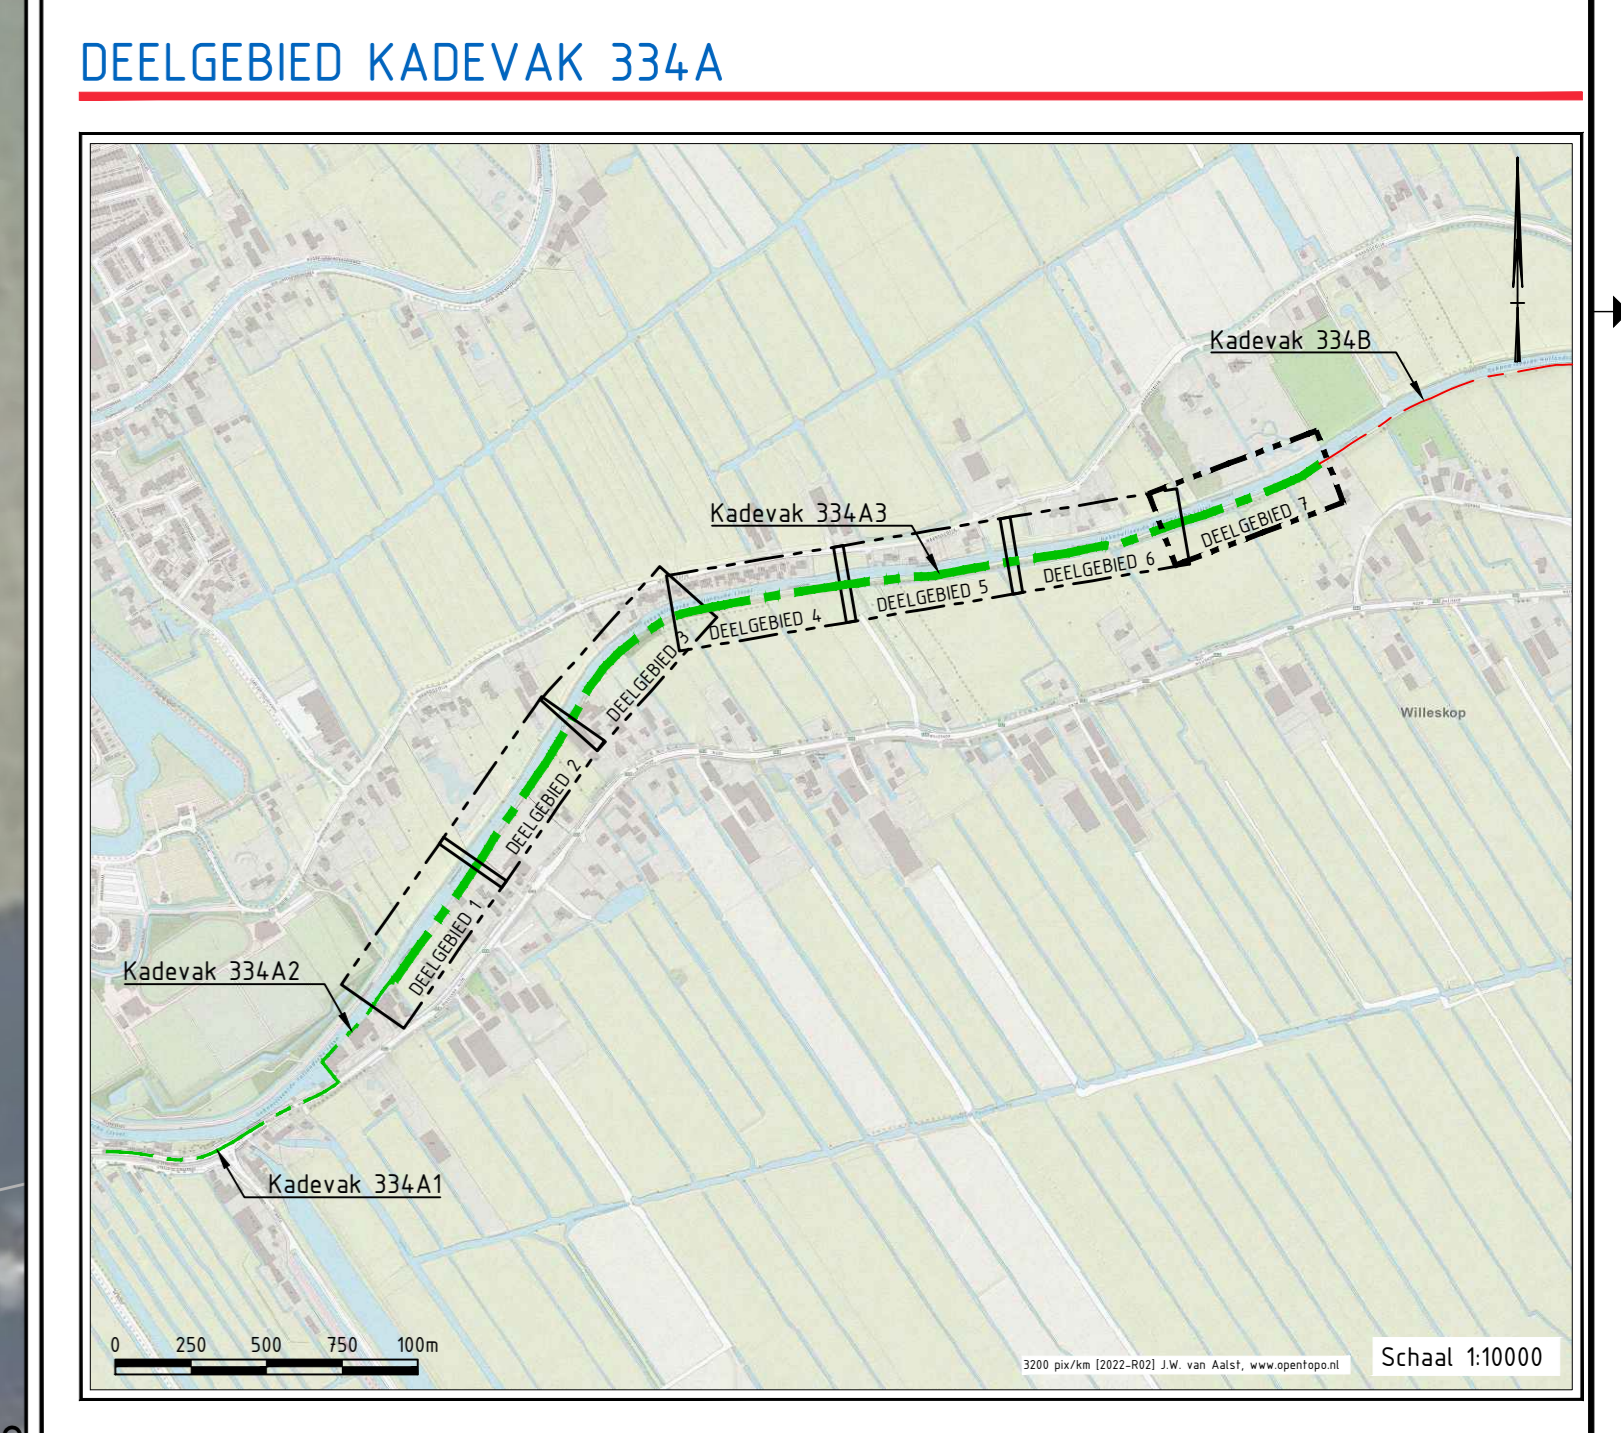 DEELGEBIED KADEVAK 334A
Kadevak 334B
Kadevak 334A3
DEELGEBIED 7
DEELGEBIED 6
DEELGEBIED 5
DEELGEBIED 4
DEELGEBIED 3
DEELGEBIED 2
DEELGEBIED 1
Willeskop
Kadevak 334A2
Kadevak 334A1
0 250 500 750 100m
3200 pix/km [2022-R02] J.W. van Aalst, www.opentopo.nl
Schaal 1:10000